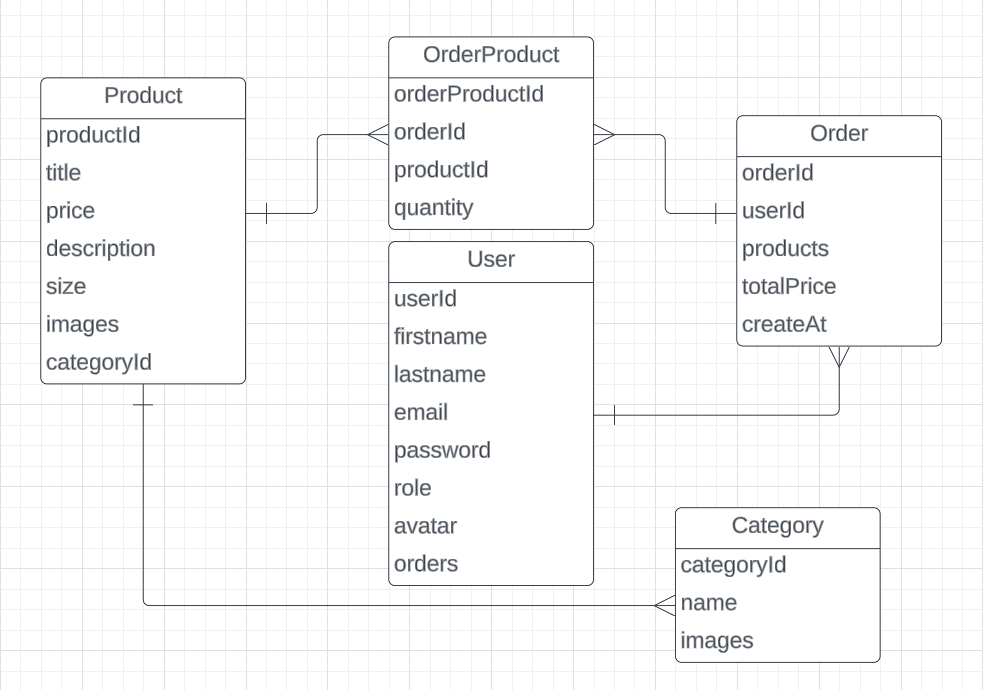 Product
productId
title
price
description
size
images
categoryId
OrderProduct
orderProductId
orderId
productId
quantity
User
userId
firstname
lastname
email
password
role
avatar
orders
Order
orderId
userId
products
totalPrice
createAt
Category
categoryId
name
images